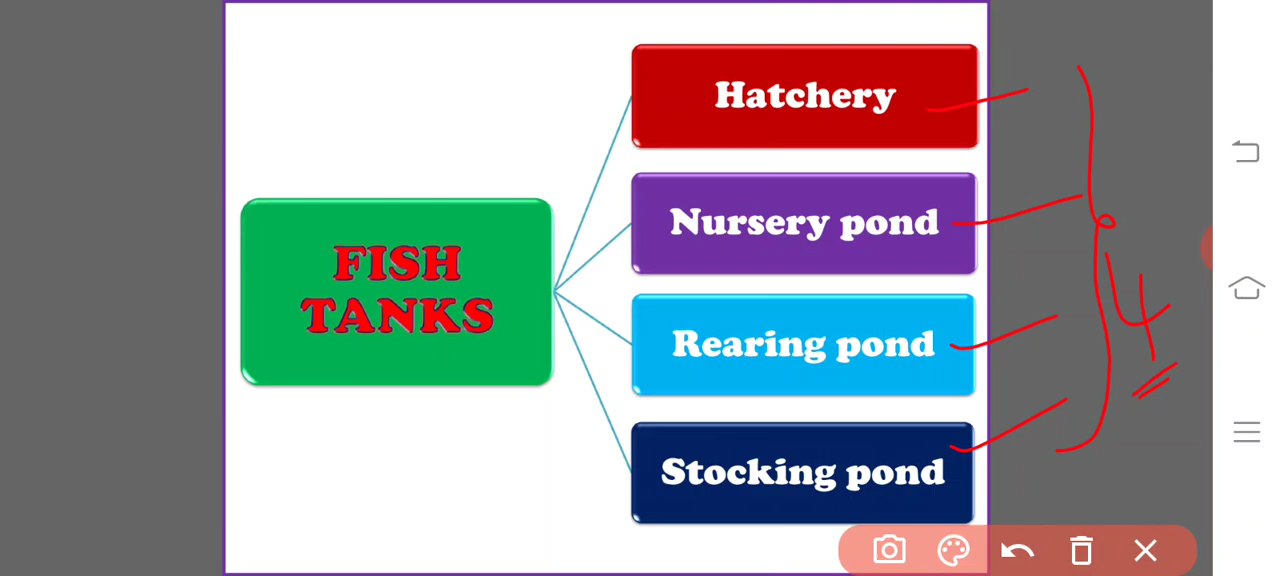 FISH
TANKS
Hatchery
Nursery pond
Rearing pond
Stocking pond
4